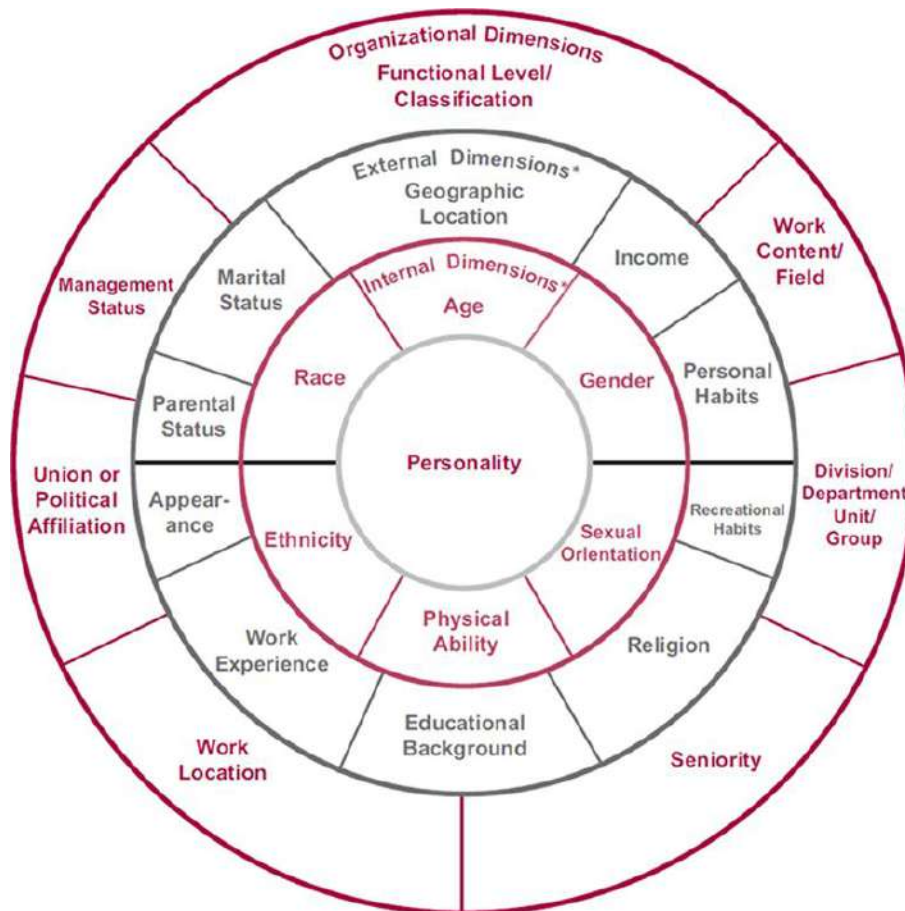 Organizational Dimensions
Functional Level/
Classification
External Dimensions*
Geographic
Location
Internal Dimensions*
Age
Income
Work
Content/
Field
Marital
Status
Management
Status
Race
Gender
Personal
Habits
Parental
Status
Personality
Union or
Political
Affiliation
Division/
Department
Unit/
Group
Appear-
ance
Recreational
Habits
Ethnicity
Sexual
Orlentation
Physical
Ability
Work
Experience
Religion
Educational
Background
Work
Location
Seniority